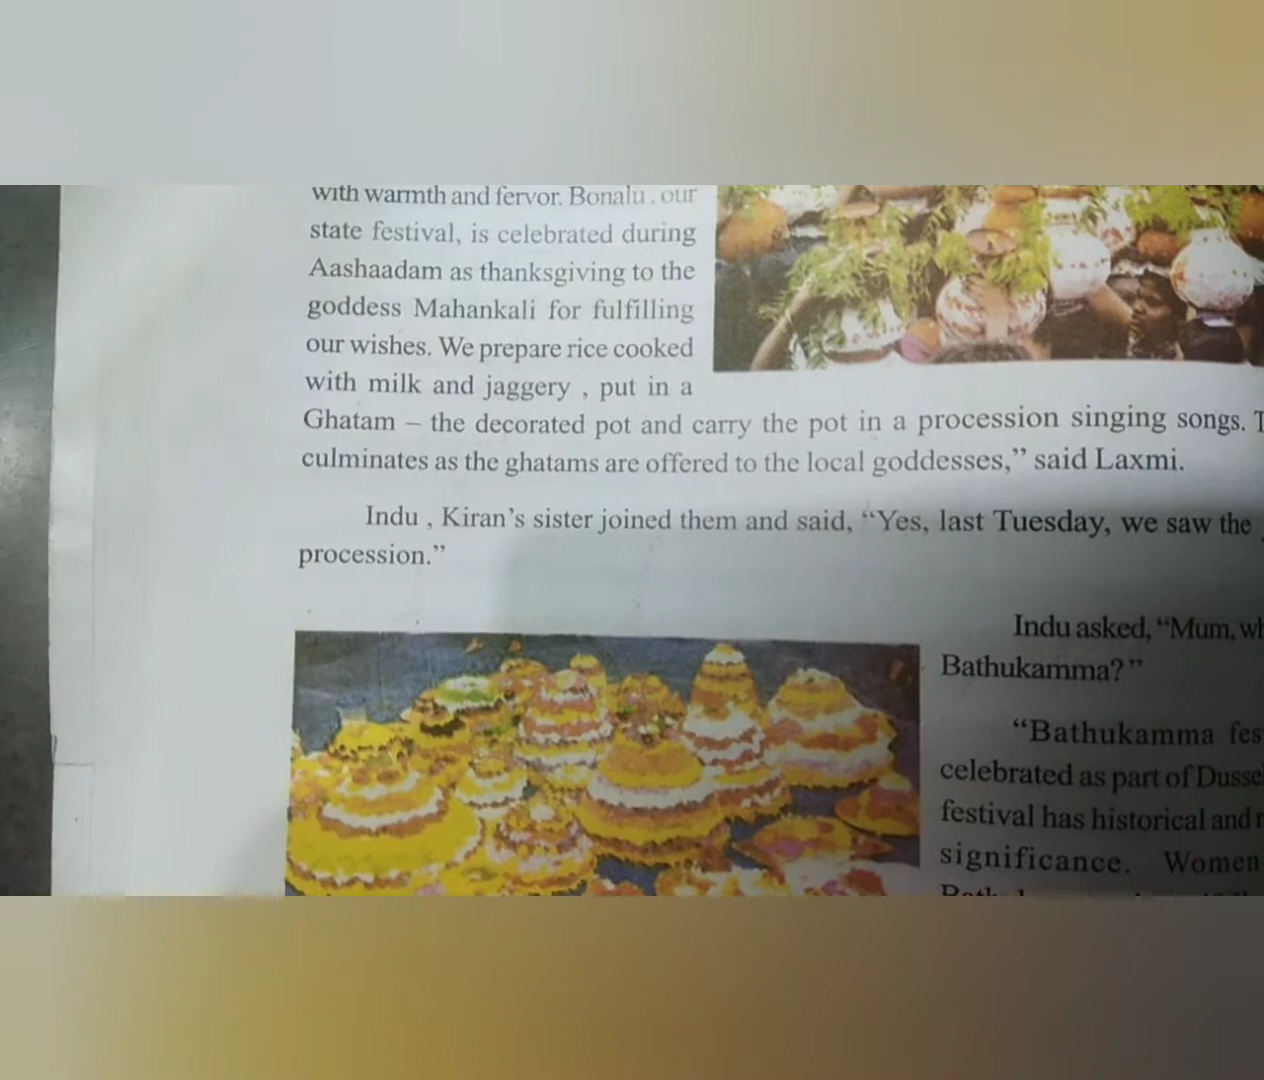 with warmth and fervor. Bonalu . our
state festival, is celebrated during
Aashaadam as thanksgiving to the
goddess Mahankali for fulfilling
our wishes. We prepare rice cooked
with milk and jaggery , put in a
Ghatam – the decorated pot and carry the pot in a procession singing songs.
culminates as the ghatams are offered to the local goddesses,” said Laxmi.
Indu , Kiran’s sister joined them and said, “Yes, last Tuesday, we saw the
procession.”
Indu asked, “Mum,
Bathukamma?”
“Bathukamma
celebrated as part of
festival has historical and
significance. Women